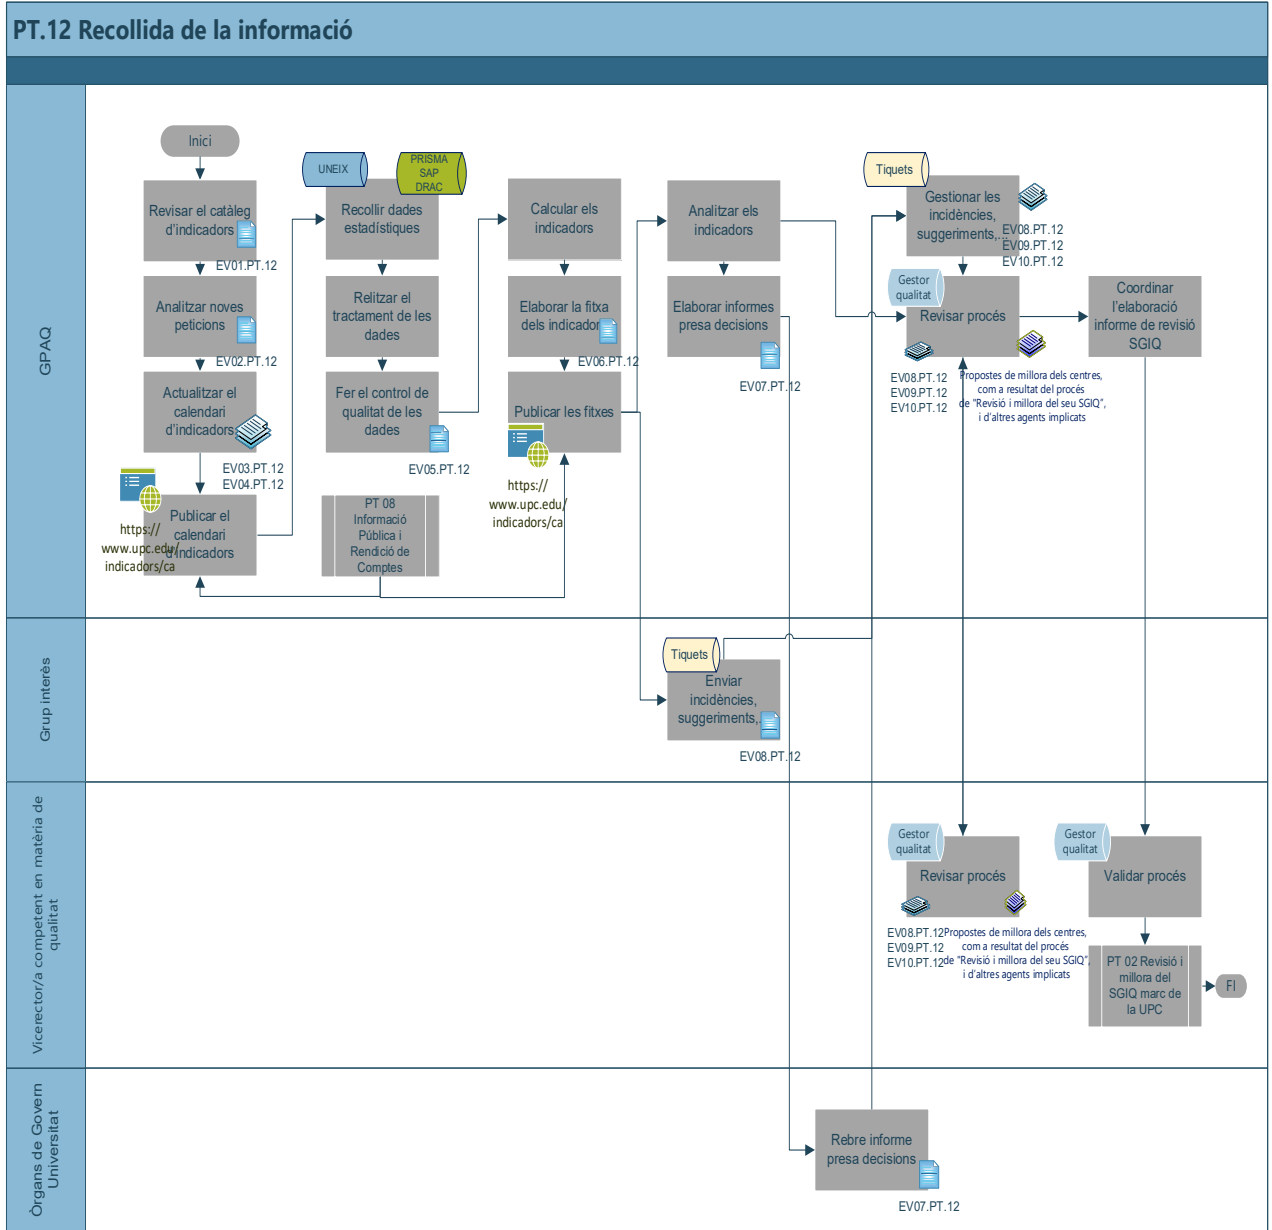 PT.12 Recollida de la informació
GPAQ
Inici
Revisar el catàleg
d'indicadors
EV01.PT.12
Analitzar noves
peticions
EV02.PT.12
Actualitzar el
calendari
d'indicadors
EV03.PT.12
EV04.PT.12
Publicar el
calendari
d'Indicadors
https://
www.upc.edu/
indicadors/ca
UNEIX
PRISMA
SAP
DRAC
Recollir dades
estadístiques
Relitzar el
tractament de les
dades
Fer el control de
qualitat de les
dades
EV05.PT.12
PT 08
Informació
Pública i
Rendició de
Comptes
Calcular els
indicadors
Elaborar la fitxa
dels indicadors
EV06.PT.12
Publicar les fitxes
https://
www.upc.edu/
indicadors/ca
Analitzar els
indicadors
Elaborar informes
presa decisions
EV07.PT.12
Tiquets
Gestionar les
incidències,
suggeriments,...
EV08.PT.12
EV09.PT.12
EV10.PT.12
Gestor
qualitat
Revisar procés
EV08.PT.12
EV09.PT.12
EV10.PT.12
Propostes de millora dels centres,
com a resultat del procés
de "Revisió i millora del seu SGIQ",
i d'altres agents implicats
Coordinar
l'elaboració
informe de revisió
SGIQ
Grup interès
Tiquets
Enviar
incidències,
suggeriments,...
EV08.PT.12
Vicerector/a competent en matèria de
qualitat
Gestor
qualitat
Revisar procés
EV08.PT.12
EV09.PT.12
EV10.PT.12
Propostes de millora dels centres,
com a resultat del procés
de "Revisió i millora del seu SGIQ",
i d'altres agents implicats
Gestor
qualitat
Validar procés
PT 02 Revisió i
millora del
SGIQ marc de
la UPC
FI
Òrgans de Govern
Universitat
Rebre informe
presa decisions
EV07.PT.12